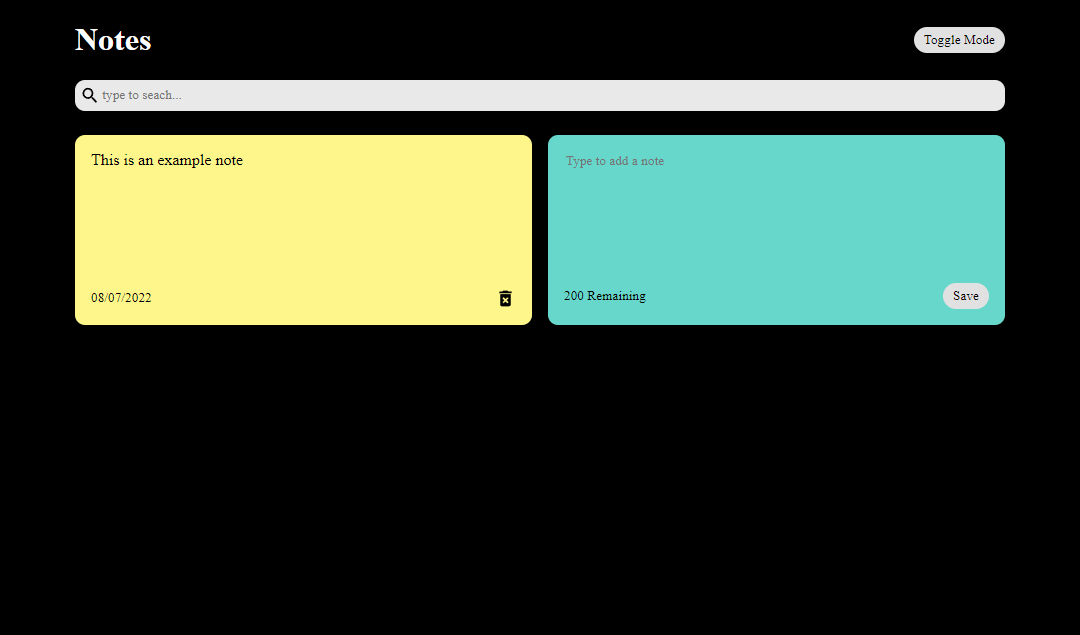 Notes
Toggle Mode
type to seach...
This is an example note
Type to add a note
08/07/2022
200 Remaining
Save